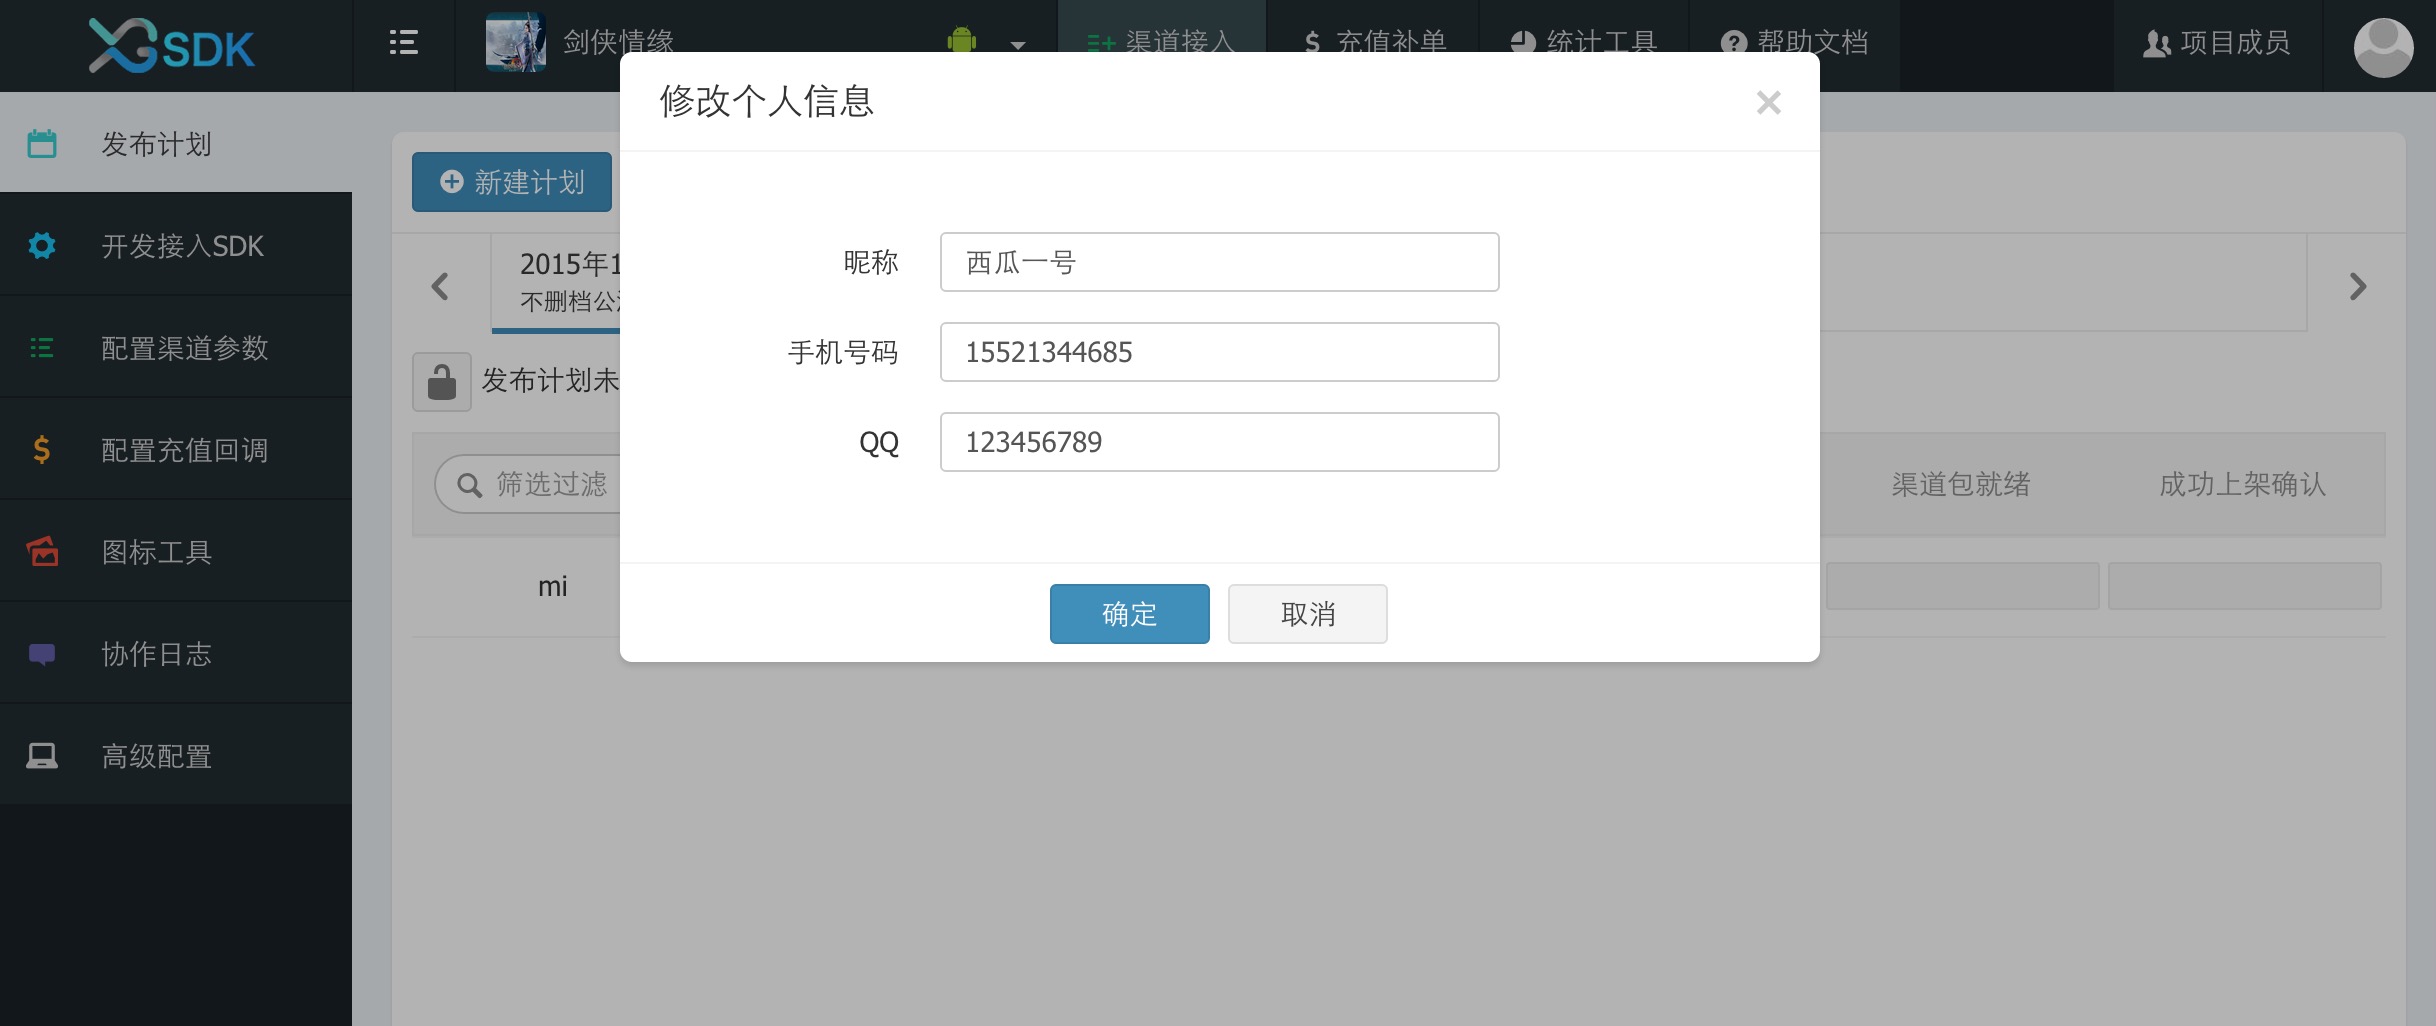 XGSDK
剑侠情缘
渠道接入
充值补单
统计工具
帮助文档
项目成员
发布计划
开发接入SDK
配置渠道参数
配置充值回调
图标工具
协作日志
高级配置
新建计划
2015年1
不删档公
发布计划未
筛选过滤
渠道包就绪
成功上架确认
mi
修改个人信息
昵称 西瓜一号
手机号码 15521344685
QQ 123456789
确定 取消